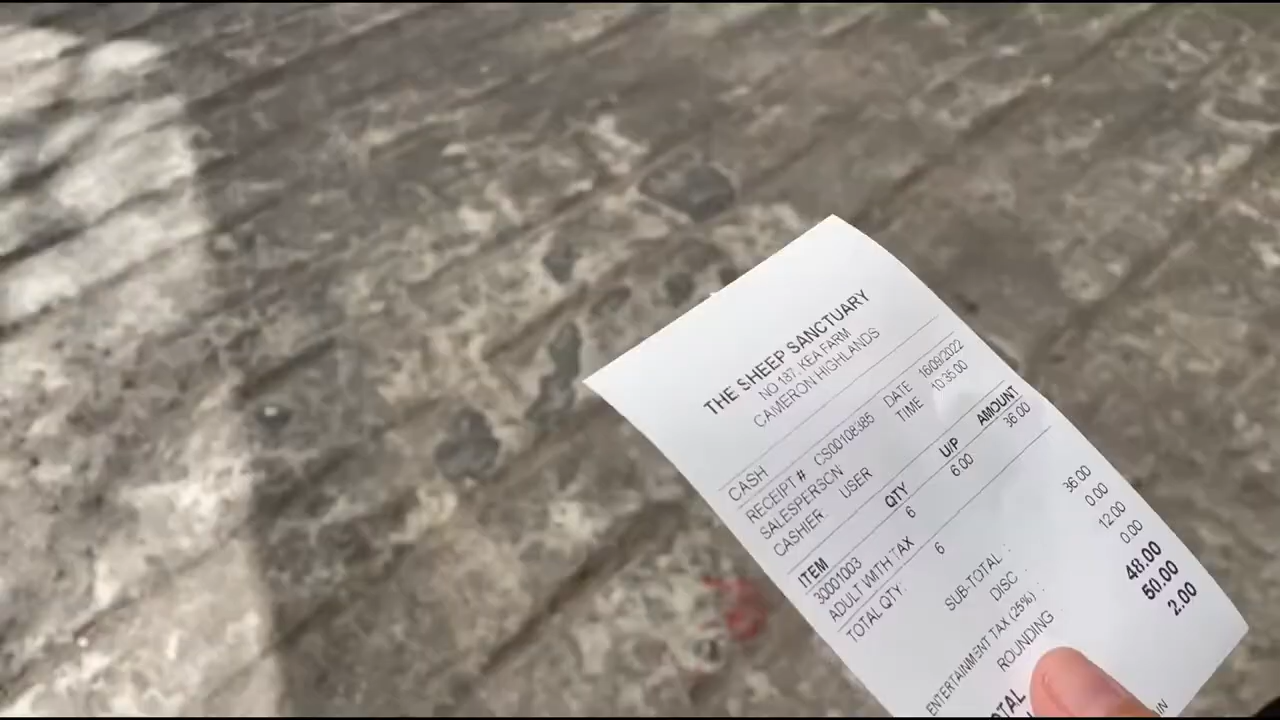 THE SHEEP SANCTUARY
NO 187, KEA FARM
CAMERON HIGHLANDS
CASH
RECEIPT # CS00108385 DATE 16/09/2022
SALESPERSON TIME 10:35:00
CASHIER: USER
ITEM QTY U/P AMOUNT
30001003 6 6.00 36.00
ADULT WITH TAX
TOTAL QTY: 6
SUB-TOTAL : 36.00
DISC : 0.00
ENTERTAINMENT TAX (25%) : 12.00
ROUNDING 0.00
48.00
50.00
2.00